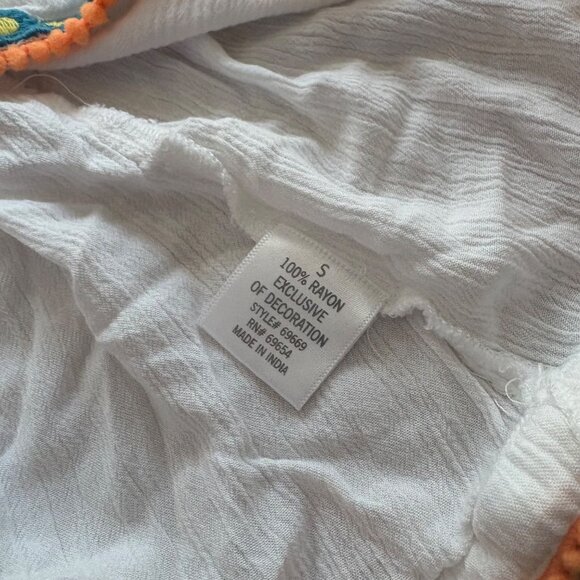 S
100% RAYON
EXCLUSIVE
OF DECORATION
STYLE# 69669
RN# 69654
MADE IN INDIA